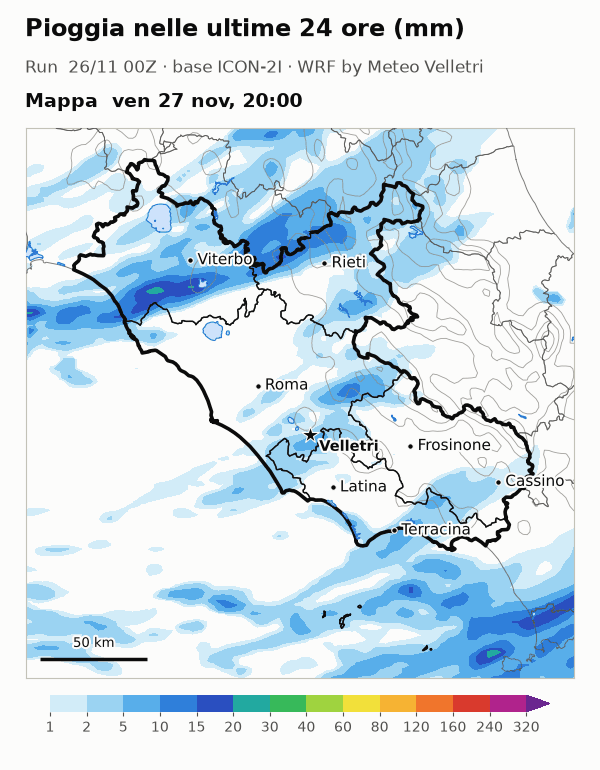 Pioggia nelle ultime 24 ore (mm)
Run 26/11 00Z · base ICON-2I · WRF by Meteo Velletri
Mappa ven 27 nov, 20:00
Viterbo
Rieti
Roma
Velletri
Frosinone
Cassino
Latina
Terracina
50 km
1 2 5 10 15 20 30 40 60 80 120 160 240 320